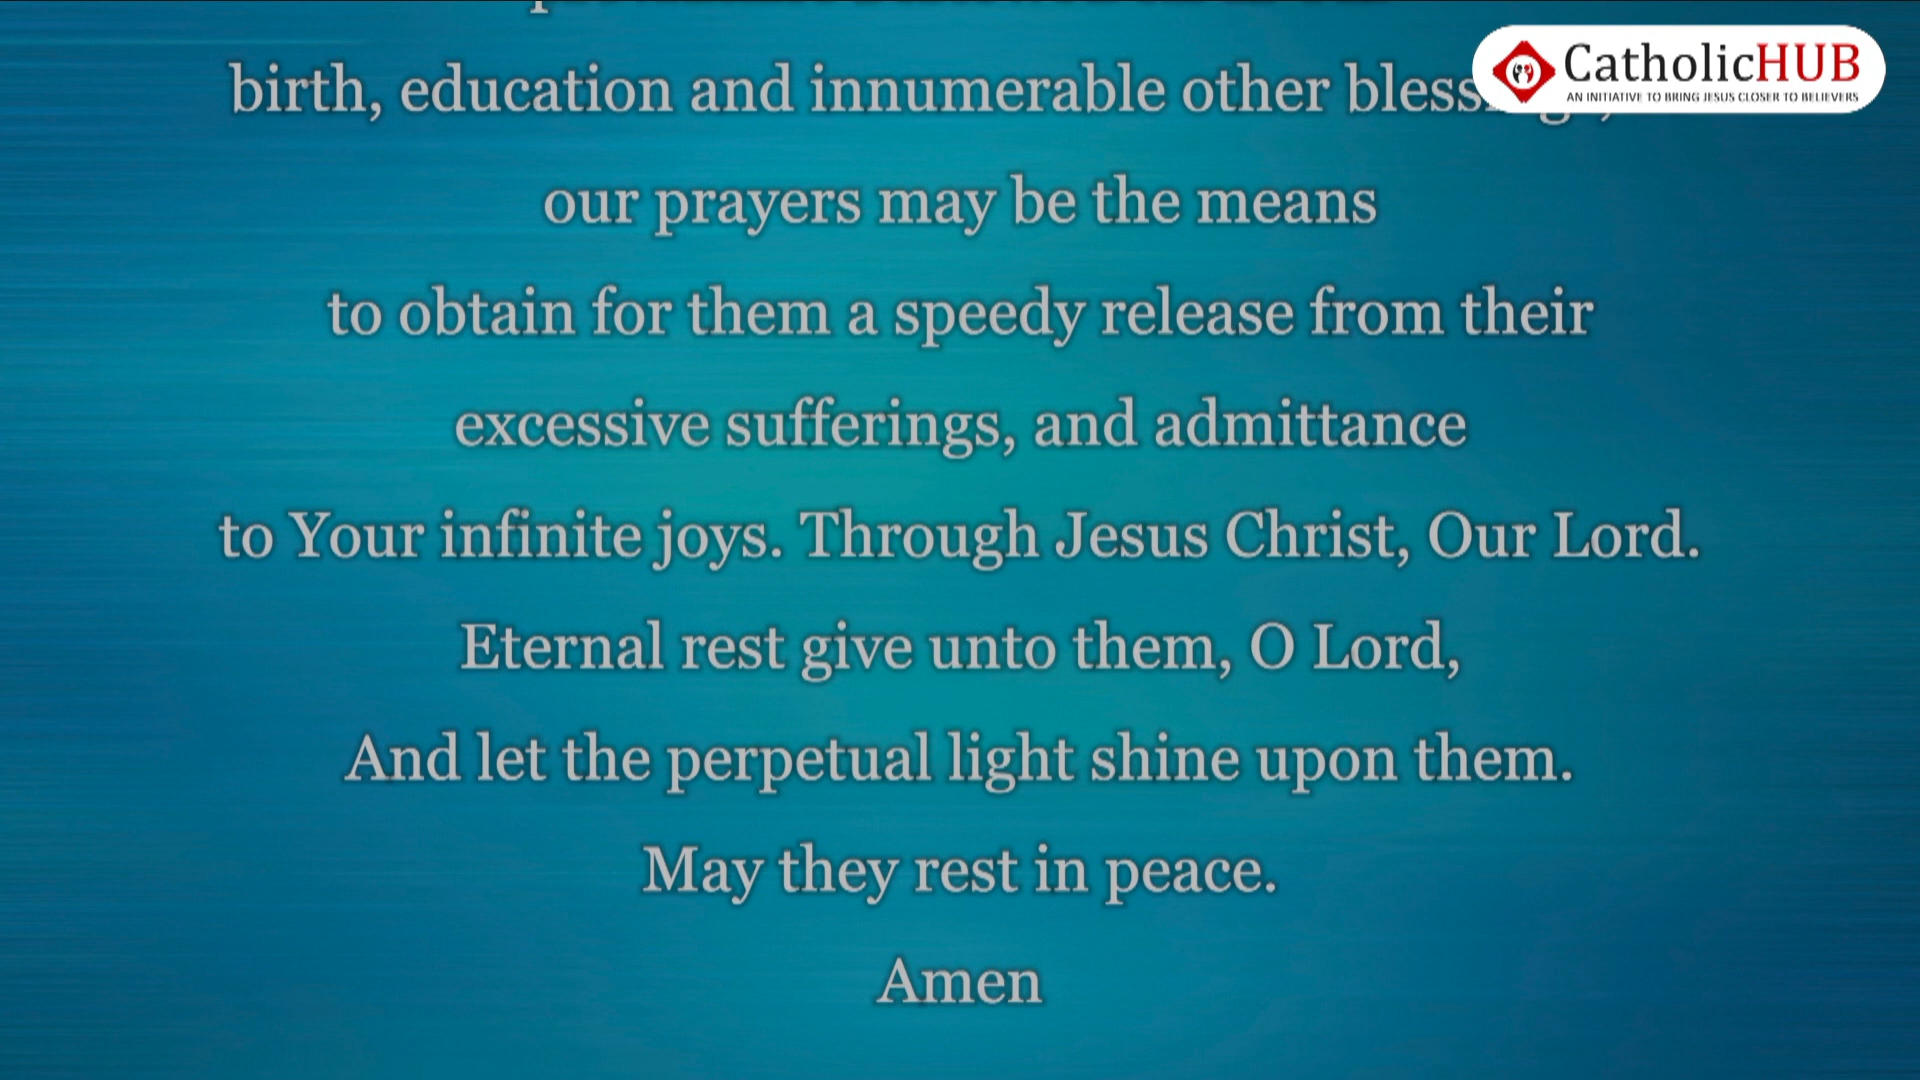 birth, education and innumerable other
our prayers may be the means
to obtain for them a speedy release from their
excessive sufferings, and admittance
to Your infinite joys. Through Jesus Christ, Our Lord.
Eternal rest give unto them, O Lord,
And let the perpetual light shine upon them.
May they rest in peace.
Amen
CatholicHUB
AN INITIATIVE TO BRING JESUS CLOSER TO BELIEVERS